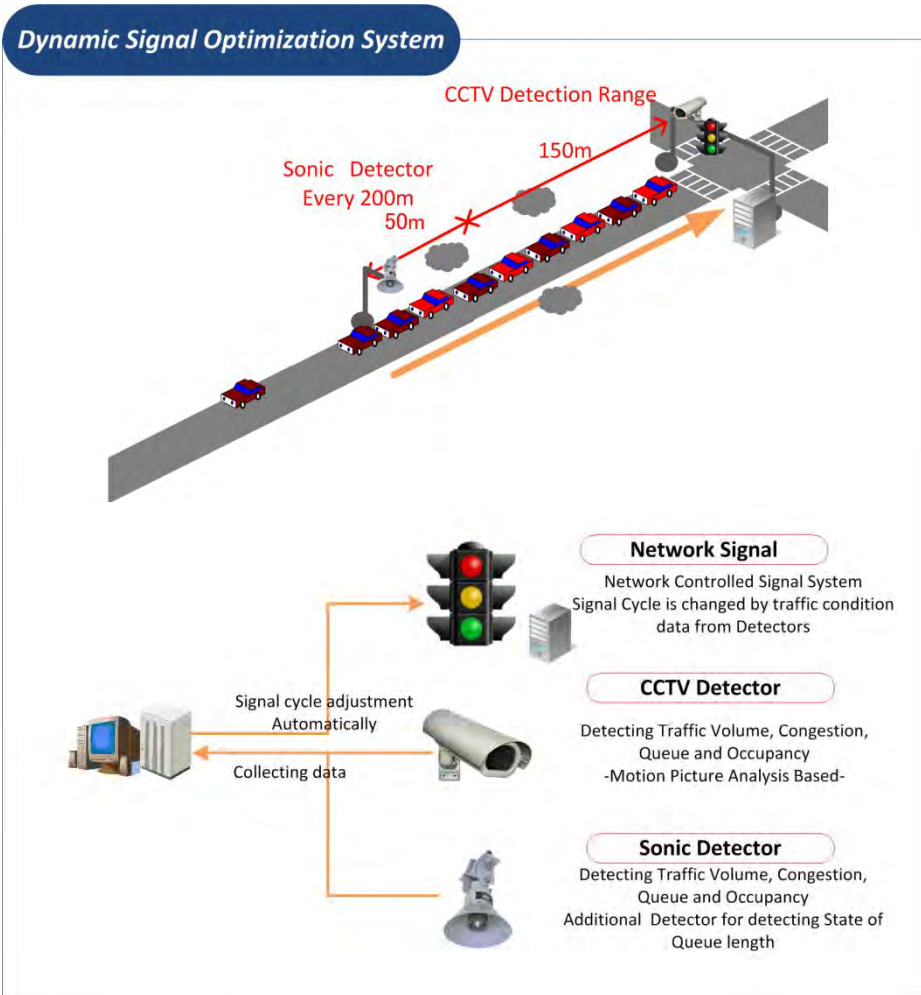 Dynamic Signal Optimization System
CCTV Detection Range
150m
Sonic Detector
Every 200m
50m
Network Signal
Network Controlled Signal System
Signal Cycle is changed by traffic condition
data from Detectors
Signal cycle adjustment
Automatically
Collecting data
CCTV Detector
Detecting Traffic Volume, Congestion,
Queue and Occupancy
-Motion Picture Analysis Based-
Sonic Detector
Detecting Traffic Volume, Congestion,
Queue and Occupancy
Additional Detector for detecting State of
Queue length